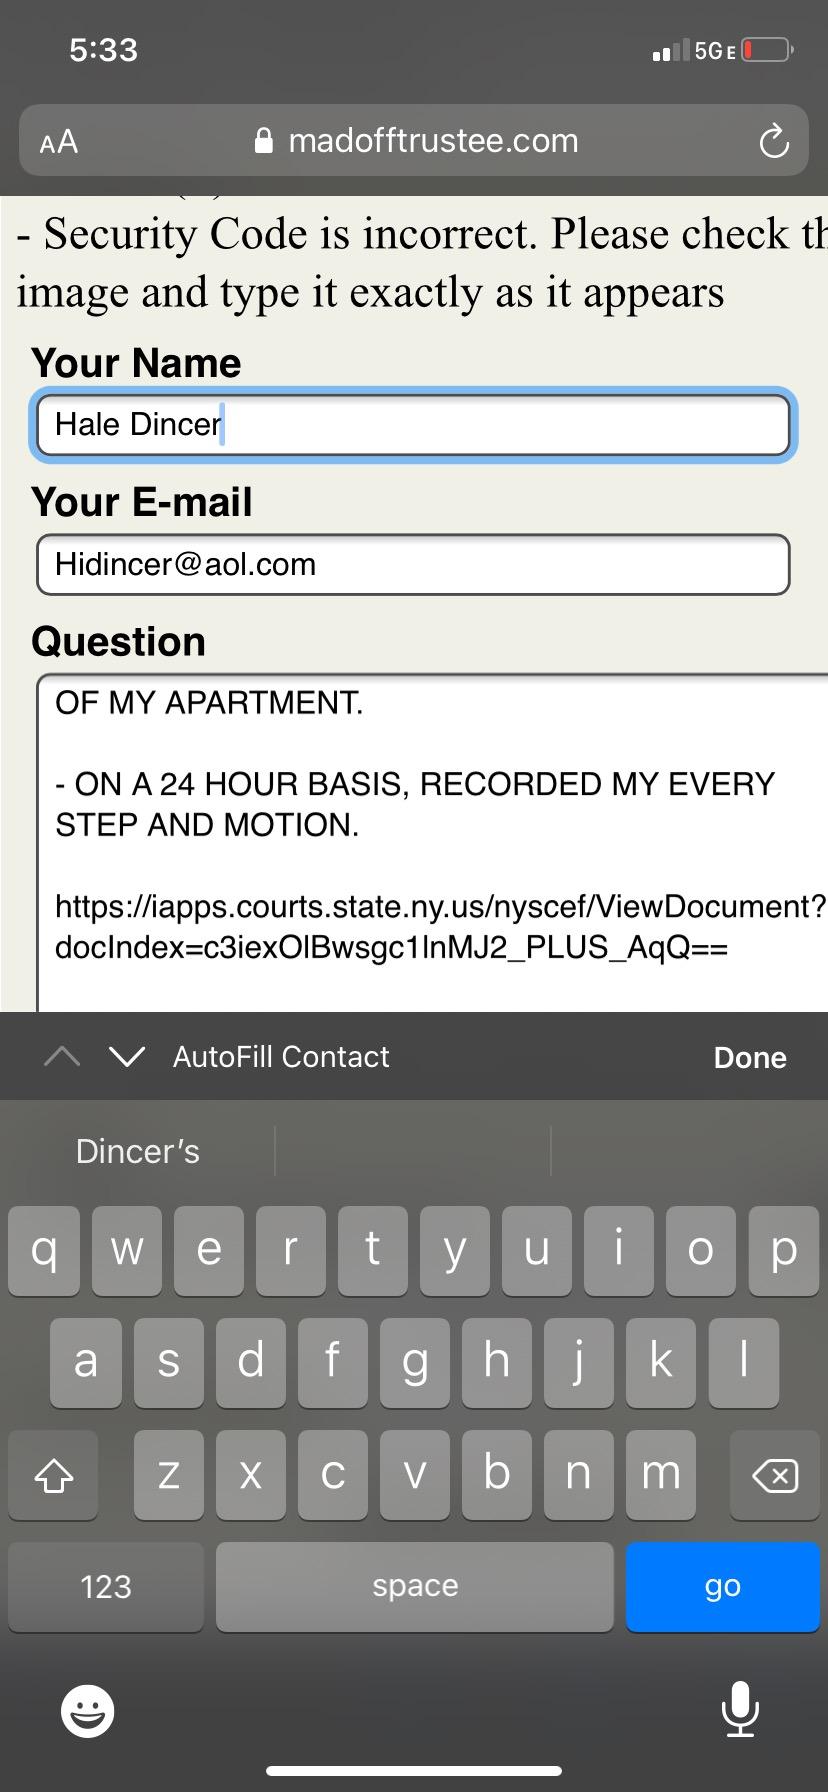 5:33
5G E
AA madofftrustee.com
- Security Code is incorrect. Please check th
image and type it exactly as it appears
Your Name
Hale Dincer
Your E-mail
Hidincer@aol.com
Question
OF MY APARTMENT.
- ON A 24 HOUR BASIS, RECORDED MY EVERY
STEP AND MOTION.
https://iapps.courts.state.ny.us/nyscef/ViewDocument?
docIndex=c3iexOlBwsgc1lnMJ2_PLUS_AqQ==
AutoFill Contact Done
Dincer's
q w e r t y u i o p
a s d f g h j k l
z x c v b n m
123 space go